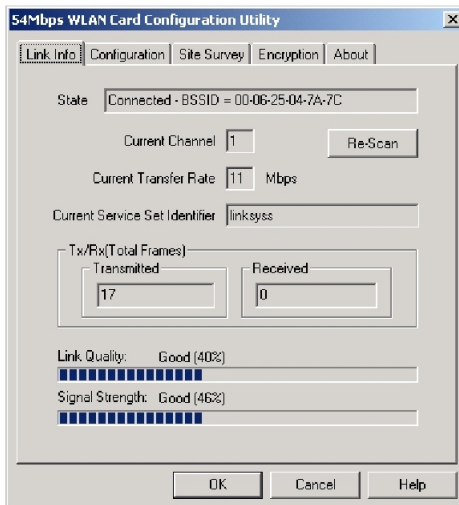 54Mbps WLAN Card Configuration Utility
Link Info Configuration Site Survey Encryption About
State Connected - BSSID = 00-06-25-04-7A-7C
Current Channel 1 Re-Scan
Current Transfer Rate 11 Mbps
Current Service Set Identifier linksyss
Tx/Rx(Total Frames)
Transmitted Received
17 0
Link Quality: Good (40%)
Signal Strength: Good (46%)
OK Cancel Help